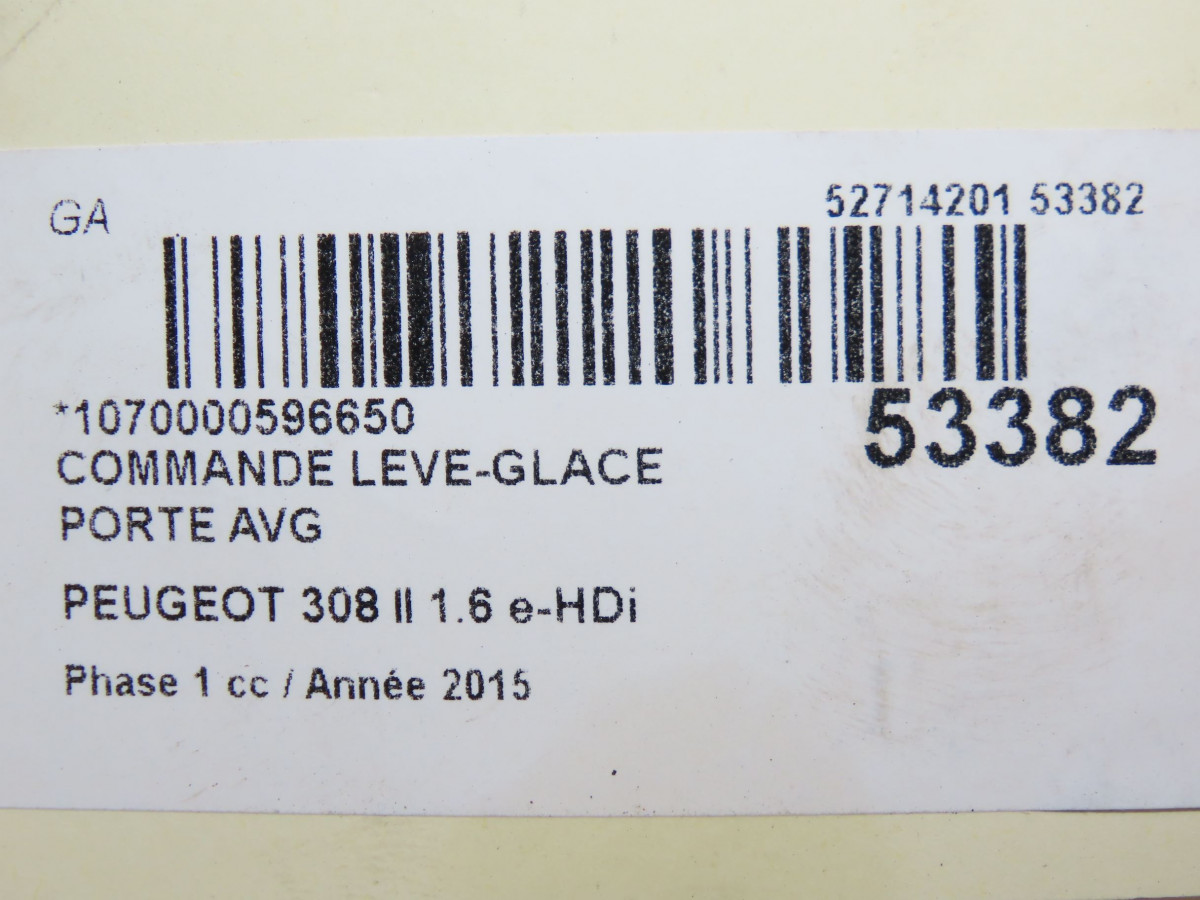 GA
52714201 53382
*1070000596650
53382
COMMANDE LEVE-GLACE
PORTE AVG
PEUGEOT 308 II 1.6 e-HDi
Phase 1 cc / Année 2015